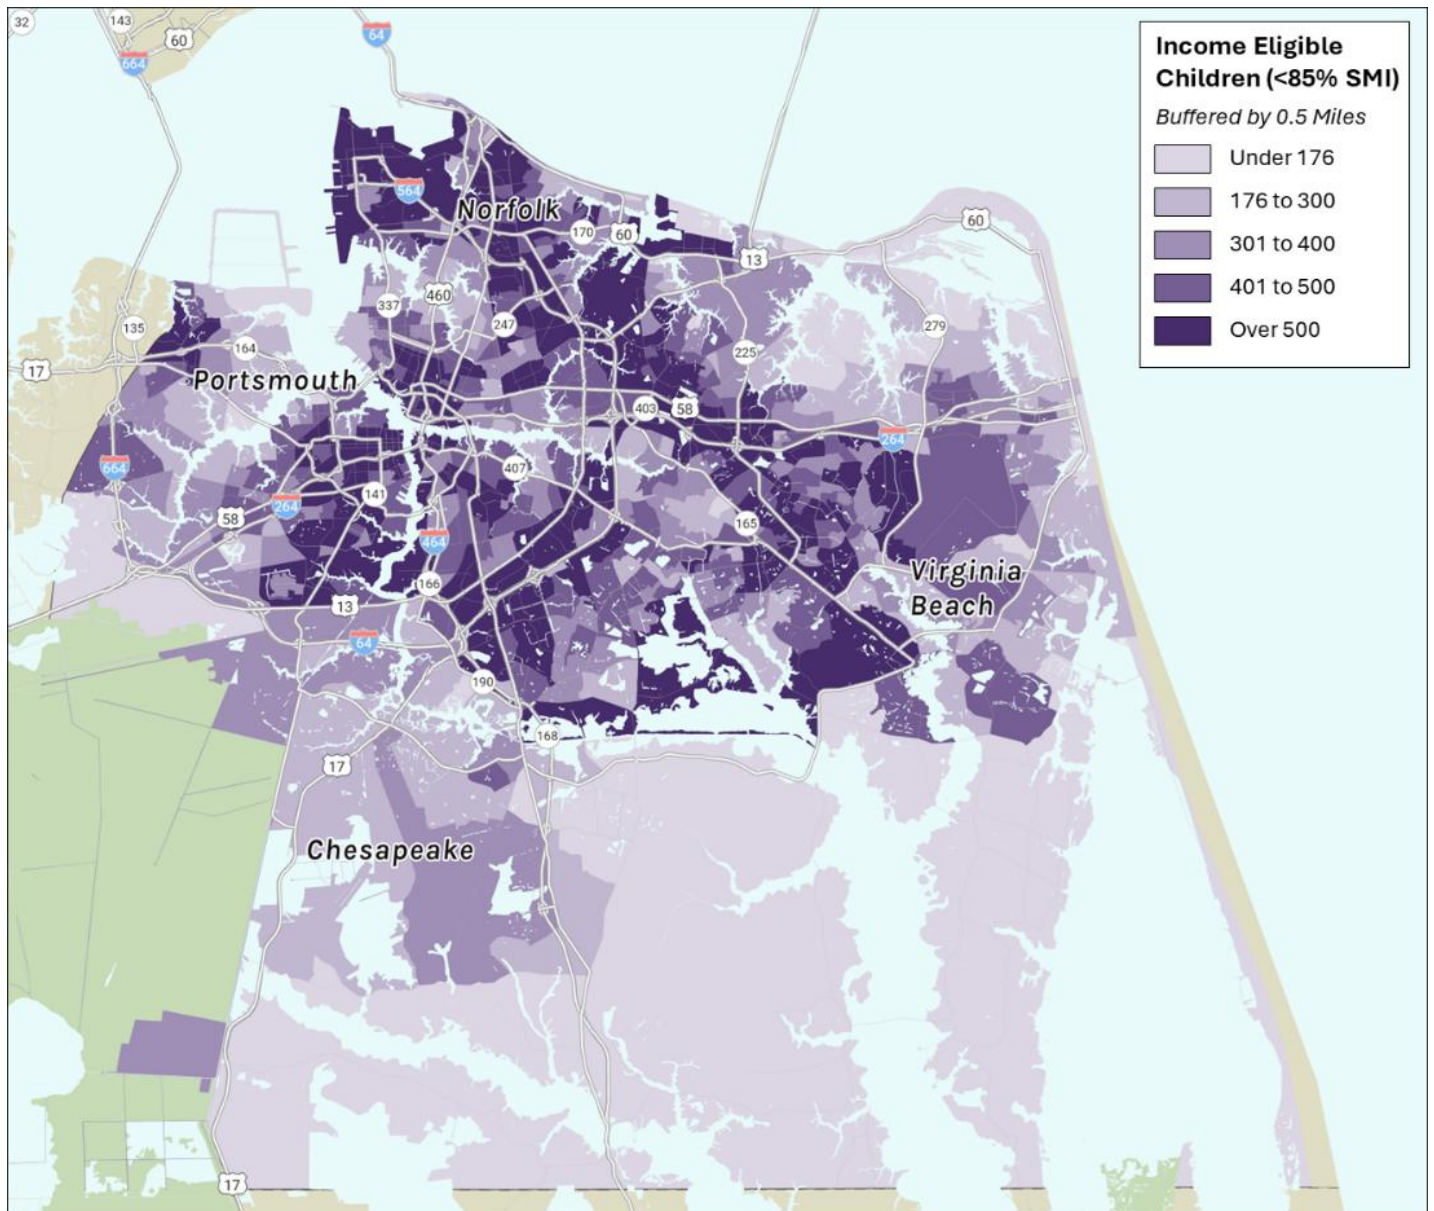 32
143
60
664
64
Income Eligible
Children (<85% SMI)
Buffered by 0.5 Miles
Under 176
176 to 300
301 to 400
401 to 500
Over 500
564
Norfolk
170
60
60
13
460
337
247
135
279
164
225
17
Portsmouth
403
58
264
664
407
141
264
58
165
464
Virginia
Beach
166
13
64
190
168
17
Chesapeake
17